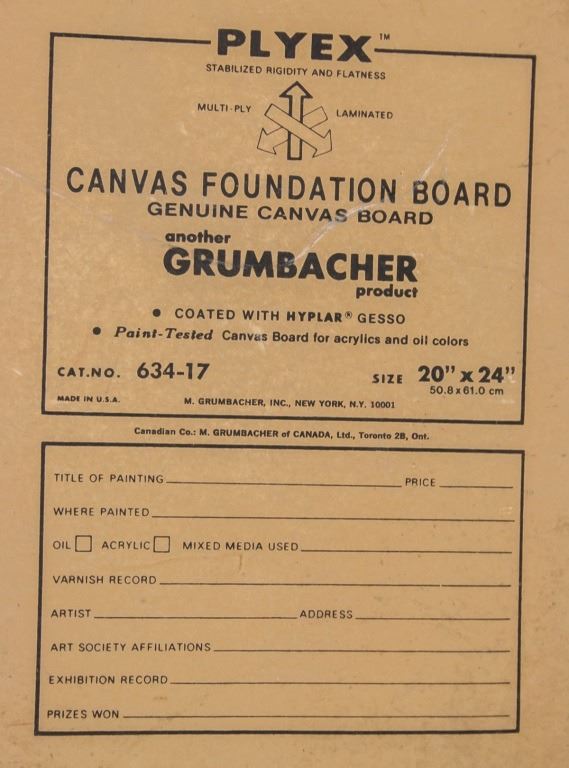 PLYEX™
STABILIZED RIGIDITY AND FLATNESS
MULTI-PLY LAMINATED
CANVAS FOUNDATION BOARD
GENUINE CANVAS BOARD
another
GRUMBACHER
product
• COATED WITH HYPLAR® GESSO
• Paint-Tested Canvas Board for acrylics and oil colors
CAT.NO. 634-17 SIZE 20" x 24"
50.8 x 61.0 cm
MADE IN U.S.A. M. GRUMBACHER, INC., NEW YORK, N.Y. 10001
Canadian Co.: M. GRUMBACHER of CANADA, Ltd., Toronto 2B, Ont.
TITLE OF PAINTING PRICE
WHERE PAINTED
OIL ACRYLIC MIXED MEDIA USED
VARNISH RECORD
ARTIST ADDRESS
ART SOCIETY AFFILIATIONS
EXHIBITION RECORD
PRIZES WON